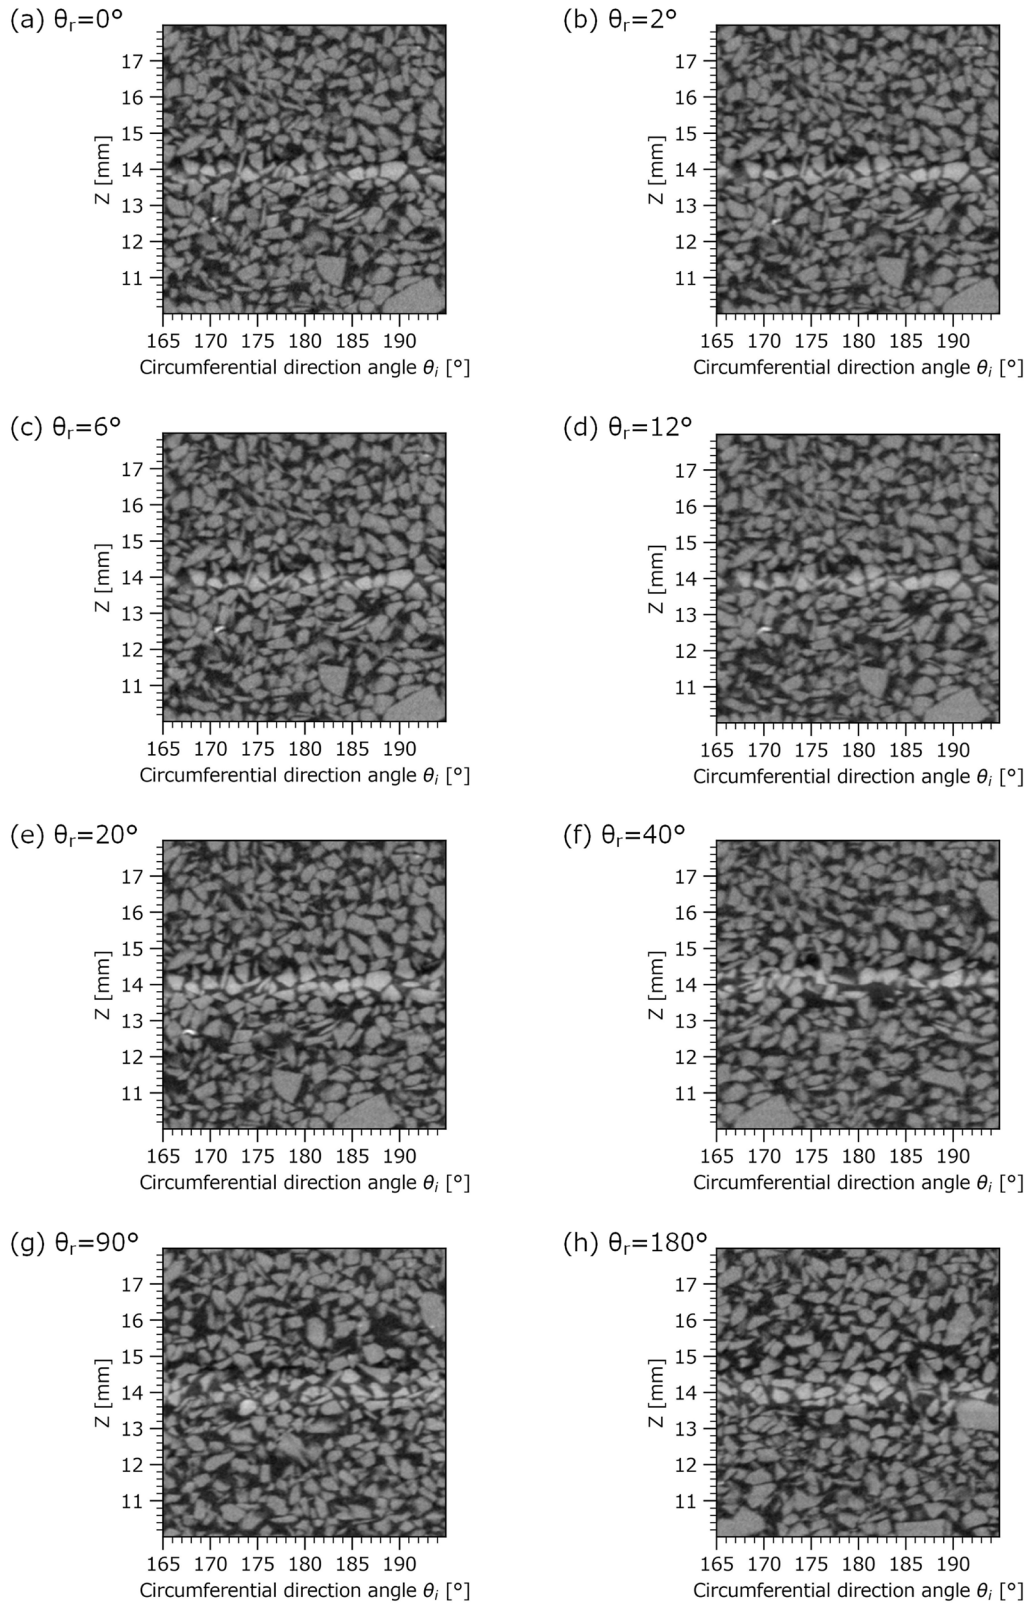 (a) θr=0°
(b) θr=2°
17
16
15
14
13
12
11
Z [mm]
165 170 175 180 185 190
Circumferential direction angle θi [°]
17
16
15
14
13
12
11
Z [mm]
165 170 175 180 185 190
Circumferential direction angle θi [°]
(c) θr=6°
(d) θr=12°
17
16
15
14
13
12
11
Z [mm]
165 170 175 180 185 190
Circumferential direction angle θi [°]
17
16
15
14
13
12
11
Z [mm]
165 170 175 180 185 190
Circumferential direction angle θi [°]
(e) θr=20°
(f) θr=40°
17
16
15
14
13
12
11
Z [mm]
165 170 175 180 185 190
Circumferential direction angle θi [°]
17
16
15
14
13
12
11
Z [mm]
165 170 175 180 185 190
Circumferential direction angle θi [°]
(g) θr=90°
(h) θr=180°
17
16
15
14
13
12
11
Z [mm]
165 170 175 180 185 190
Circumferential direction angle θi [°]
17
16
15
14
13
12
11
Z [mm]
165 170 175 180 185 190
Circumferential direction angle θi [°]